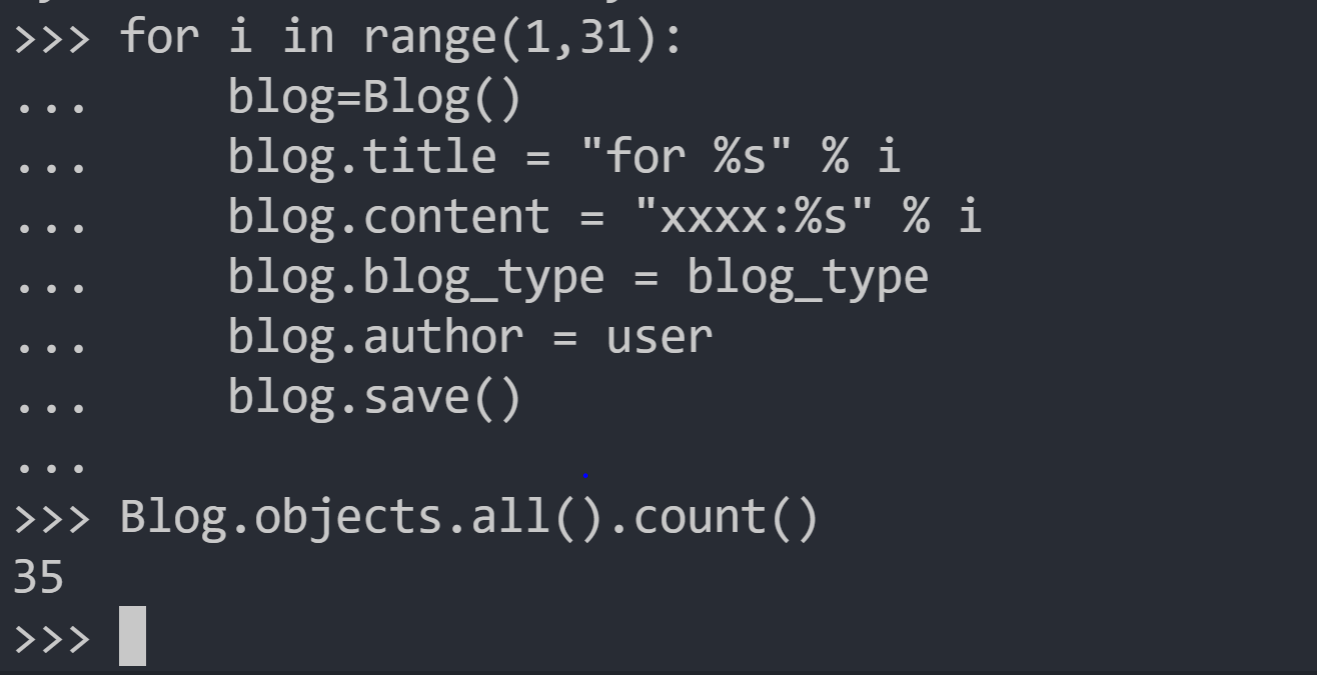 >>> for i in range(1,31):
...     blog=Blog()
...     blog.title = "for %s" % i
...     blog.content = "xxxx:%s" % i
...     blog.blog_type = blog_type
...     blog.author = user
...     blog.save()
...
>>> Blog.objects.all().count()
35
>>>